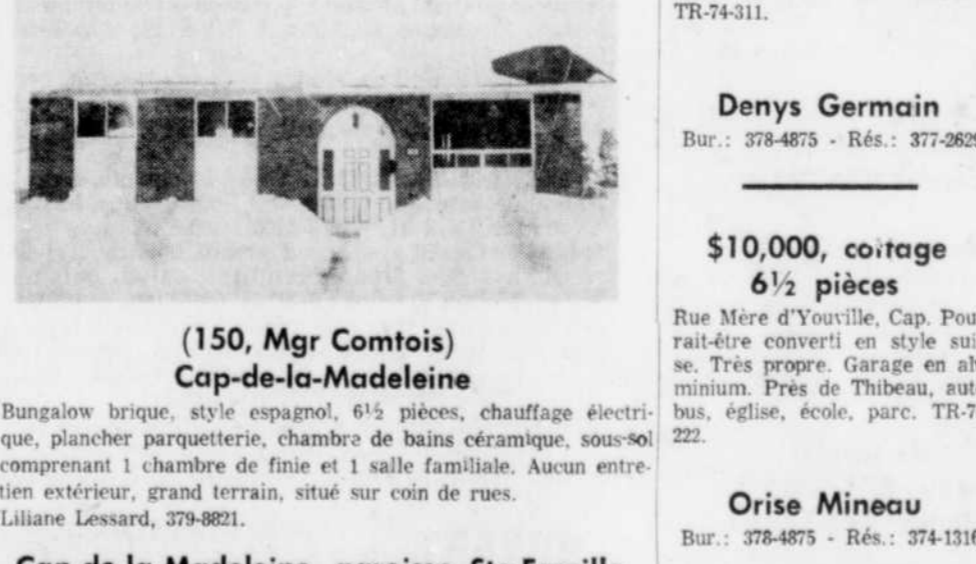 (150, Mgr Comtois)
Cap-de-la-Madeleine
Bungalow brique, style espagnol, 6½ pièces, chauffage électri-
que, plancher parquetterie, chambre de bains céramique, sous-sol
comprenant 1 chambre de finie et 1 salle familiale. Aucun entre-
tien extérieur, grand terrain, situé sur coin de rues.
Liliane Lessard, 379-8821.
TR-74-311.
Denys Germain
Bur.: 378-4875 - Rés.: 377-2629
$10,000, cottage
6½ pièces
Rue Mère d'Youville, Cap. Pour
rait-être converti en style sui
se. Très propre. Garage en alu
minium. Près de Thibeau, auto
bus, église, école, parc. TR-7
222.
Orise Mineau
Bur.: 378-4875 - Rés.: 374-1316